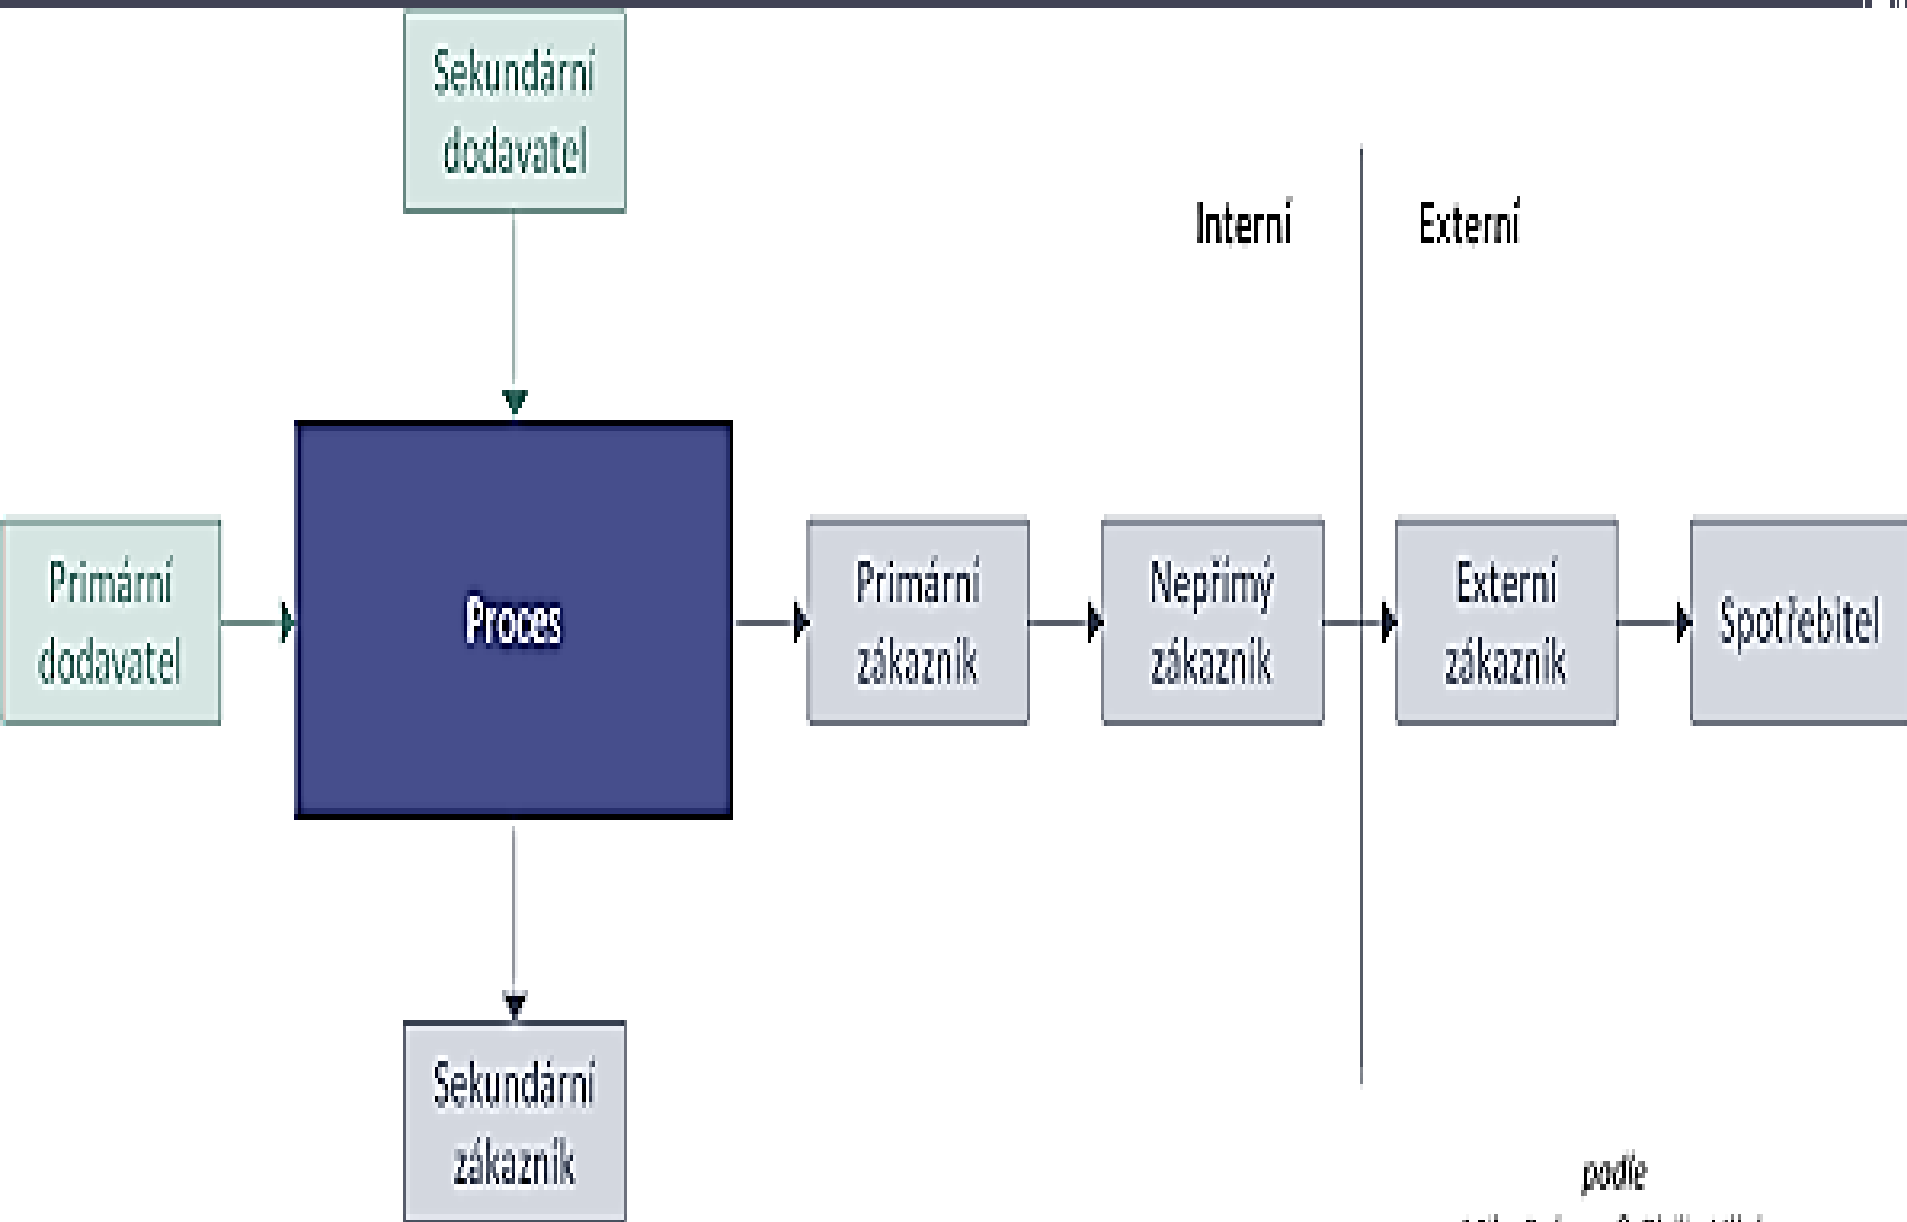 Sekundární
dodavatel
Interní
Externí
Primární
dodavatel
Proces
Primární
zákazník
Nepřímý
zákazník
Externí
zákazník
Spotřebitel
Sekundární
zákazník
podle